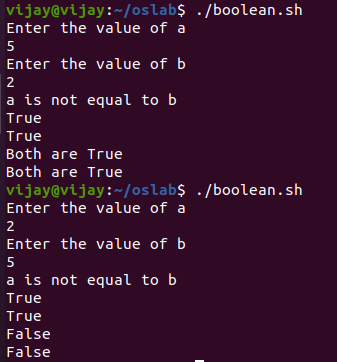 vijay@vijay:~/oslab$ ./boolean.sh
Enter the value of a
5
Enter the value of b
2
a is not equal to b
True
True
Both are True
Both are True
vijay@vijay:~/oslab$ ./boolean.sh
Enter the value of a
2
Enter the value of b
5
a is not equal to b
True
True
False
False